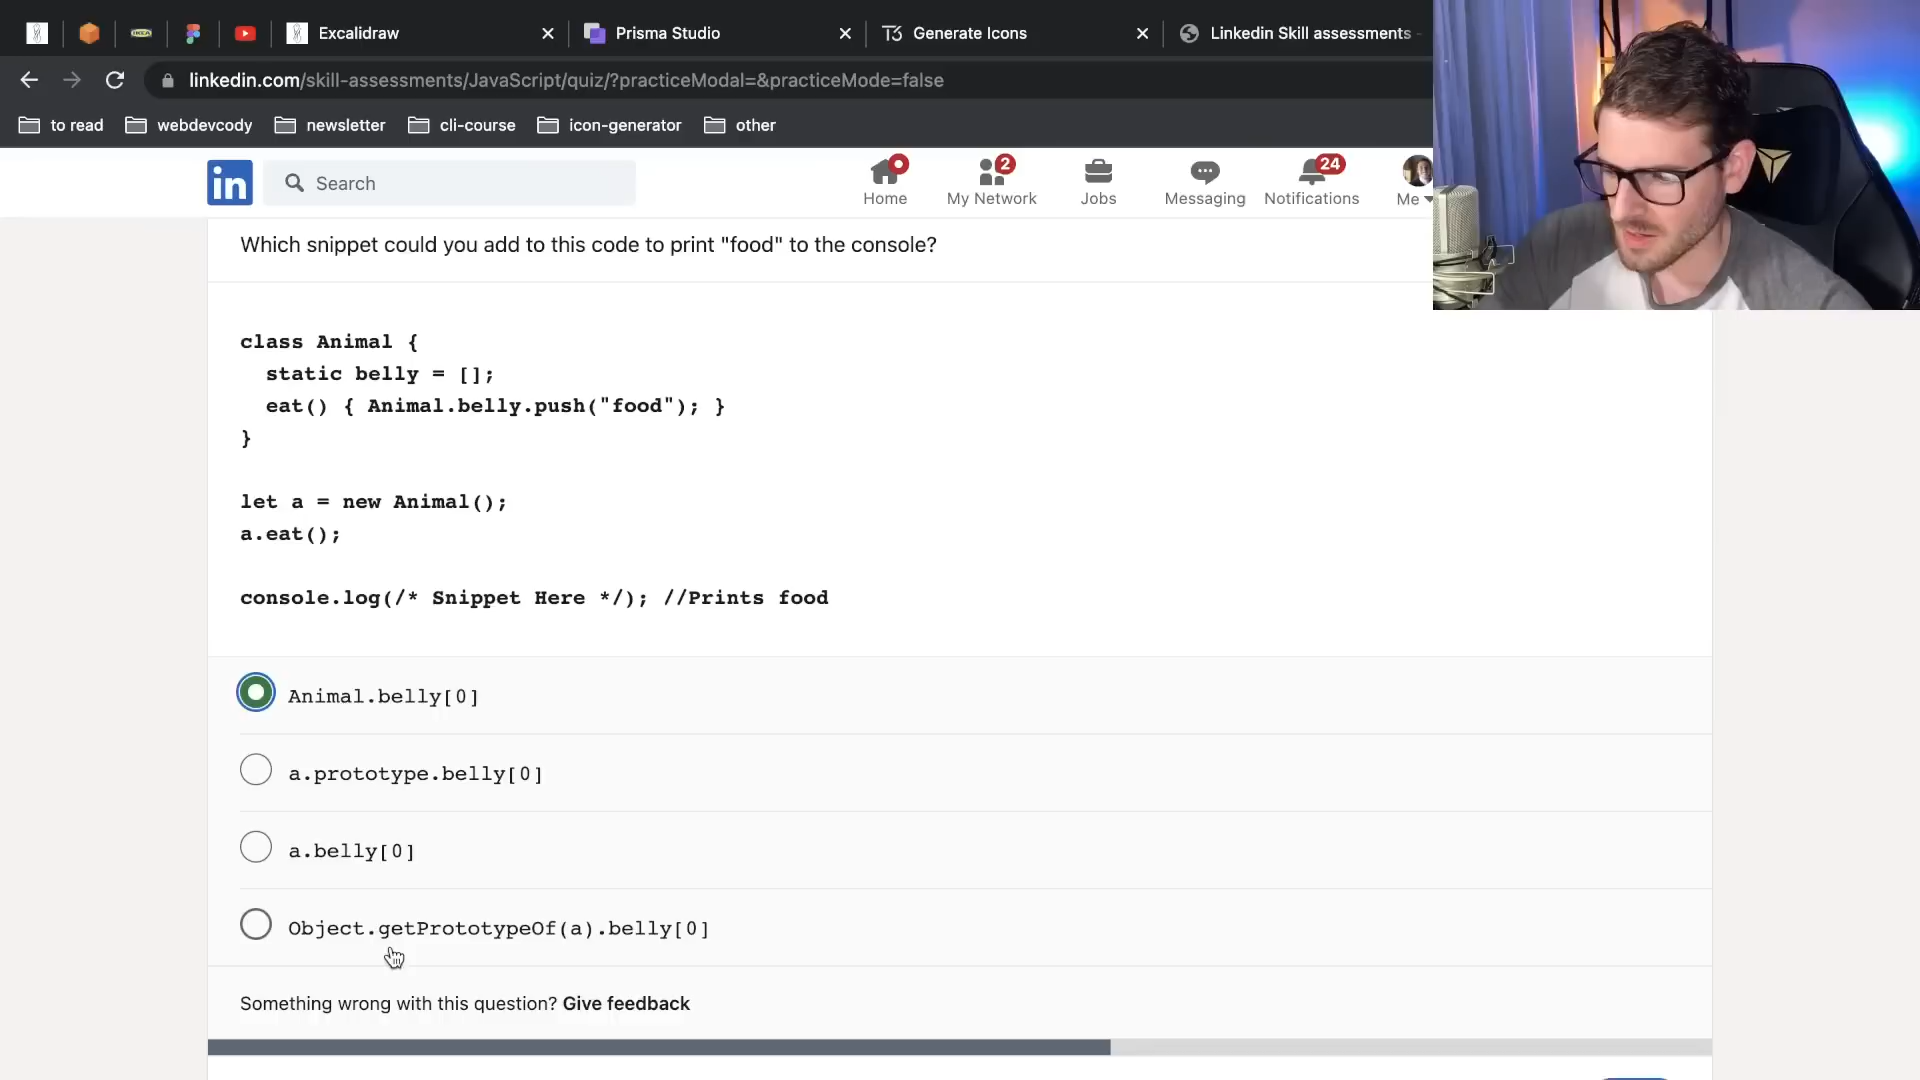 IKEA
Excalidraw
Prisma Studio
T3 Generate Icons
Linkedin Skill assessments -
linkedin.com/skill-assessments/JavaScript/quiz/?practiceModal=&practiceMode=false
to read
webdevcody
newsletter
cli-course
icon-generator
other
in
Search
Home
2
My Network
Jobs
Messaging
24
Notifications
Me
Which snippet could you add to this code to print "food" to the console?
class Animal {
static belly = [];
eat() { Animal.belly.push("food"); }
}
let a = new Animal();
a.eat();
console.log(/* Snippet Here */); //Prints food
Animal.belly[0]
a.prototype.belly[0]
a.belly[0]
Object.getPrototypeOf(a).belly[0]
Something wrong with this question? Give feedback